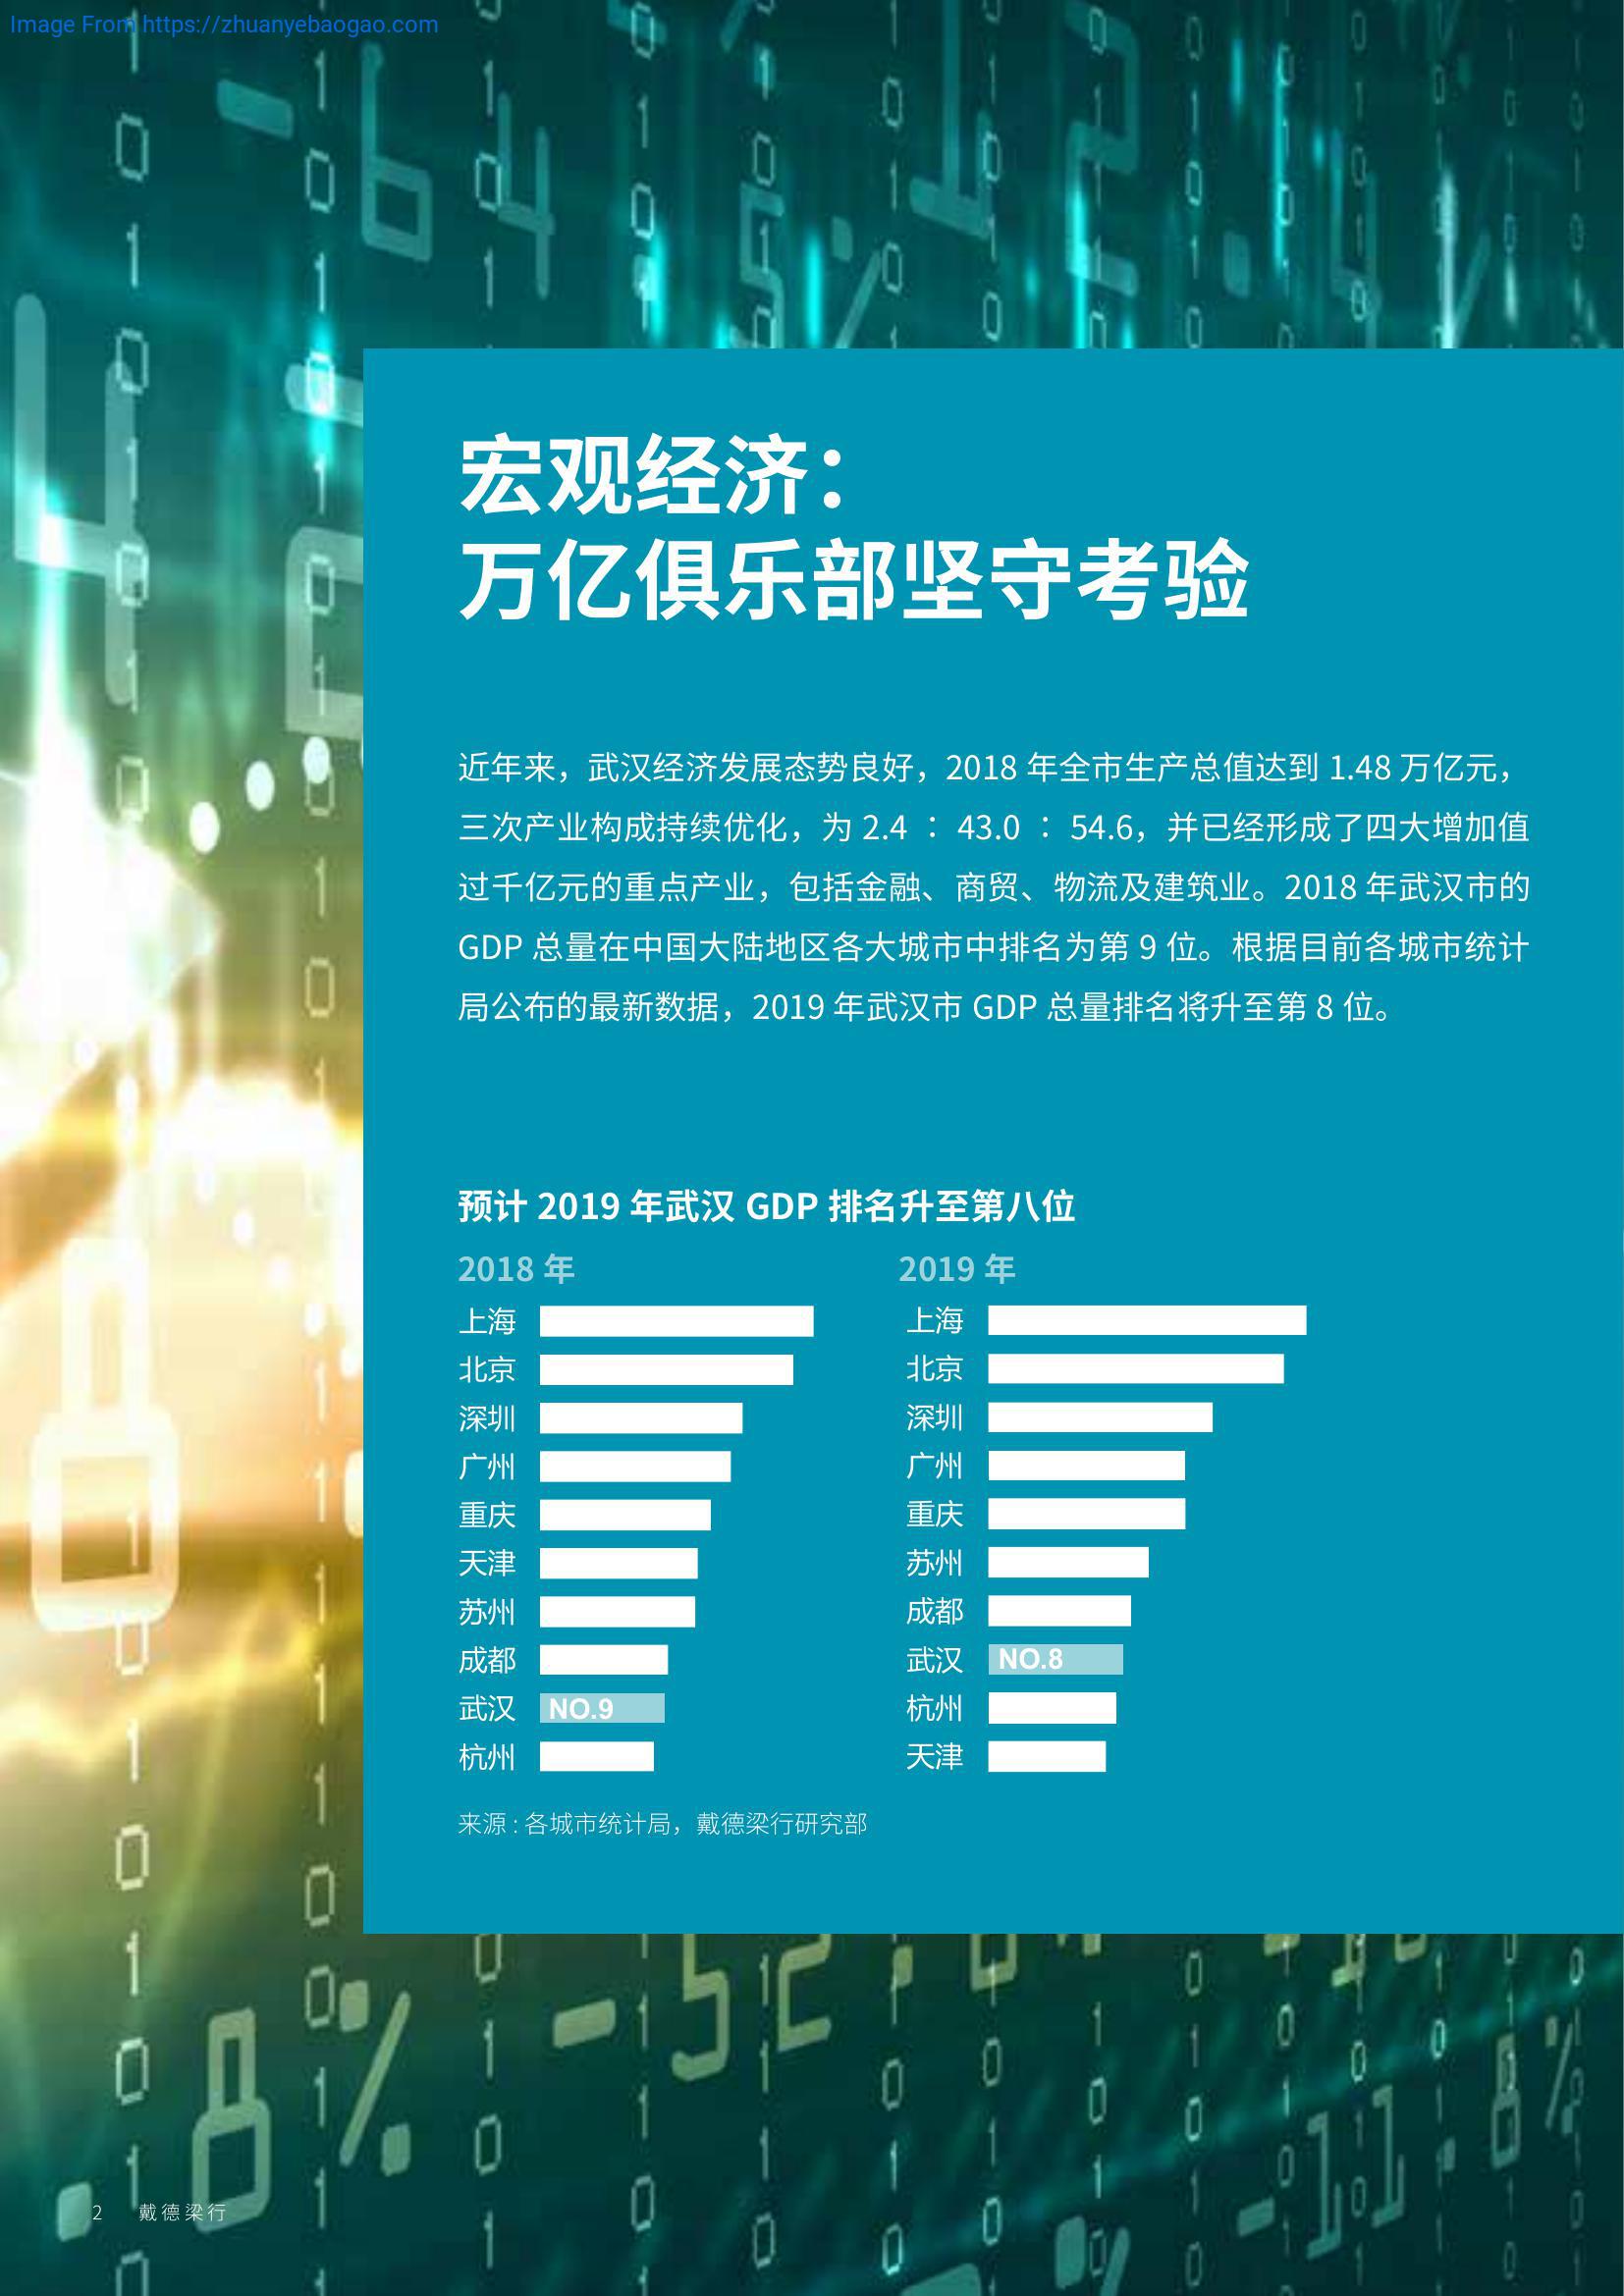 Image From https://zhuanyebaogao.com
宏观经济：
万亿俱乐部坚守考验
近年来，武汉经济发展态势良好，2018 年全市生产总值达到 1.48 万亿元，
三次产业构成持续优化，为 2.4 ： 43.0 ： 54.6，并已经形成了四大增加值
过千亿元的重点产业，包括金融、商贸、物流及建筑业。2018 年武汉市的
GDP 总量在中国大陆地区各大城市中排名为第 9 位。根据目前各城市统计
局公布的最新数据，2019 年武汉市 GDP 总量排名将升至第 8 位。
预计 2019 年武汉 GDP 排名升至第八位
2018 年
上海
北京
深圳
广州
重庆
天津
苏州
成都
武汉 NO.9
杭州
2019 年
上海
北京
深圳
广州
重庆
苏州
成都
武汉 NO.8
杭州
天津
来源 : 各城市统计局，戴德梁行研究部
2 戴德梁行